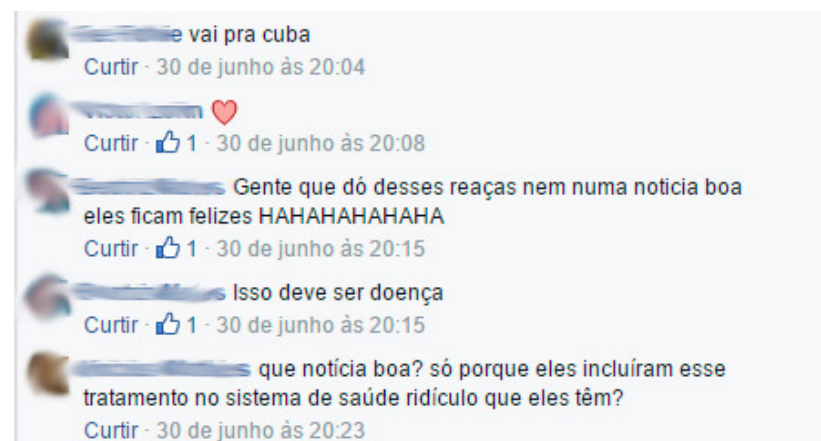 vai pra cuba
Curtir · 30 de junho às 20:04
Curtir · 1 · 30 de junho às 20:08
Gente que dó desses reaças nem numa noticia boa
eles ficam felizes HAHAHAHAHAHA
Curtir · 1 · 30 de junho às 20:15
Isso deve ser doença
Curtir · 1 · 30 de junho às 20:15
que notícia boa? só porque eles incluíram esse
tratamento no sistema de saúde ridículo que eles têm?
Curtir · 30 de junho às 20:23